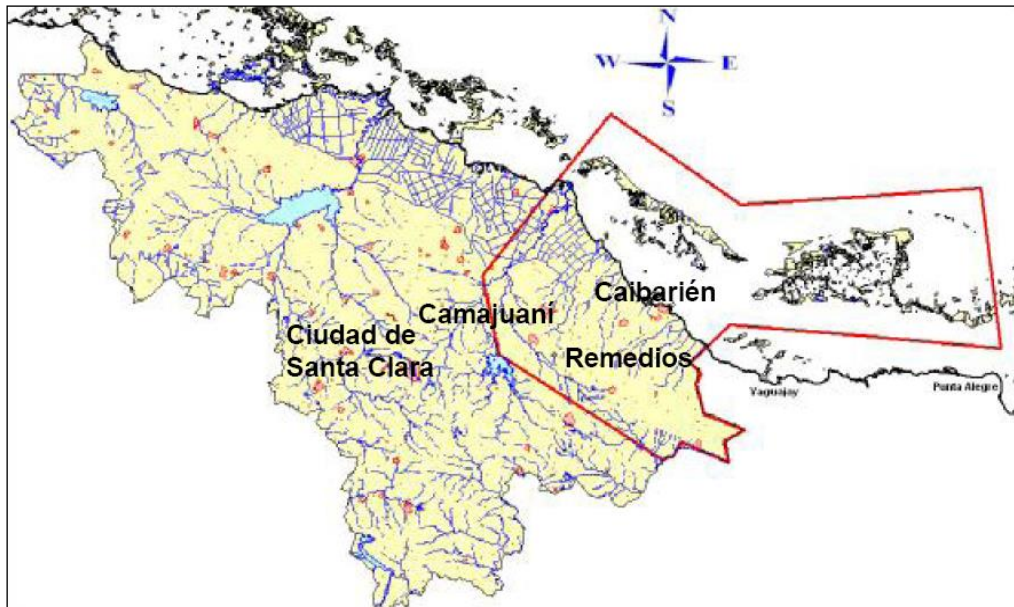 N
W E
S
Caibarién
Camajuaní
Ciudad de
Santa Clara
Remedios
Yaguajay
Punta Alegre